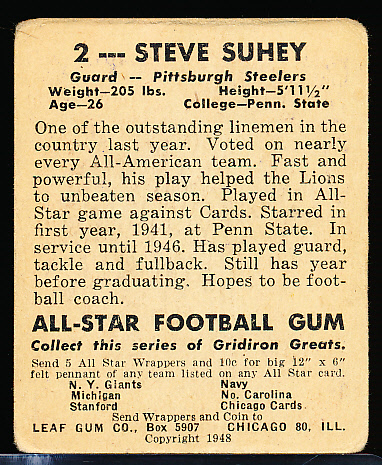 2 --- STEVE SUHEY
Guard -- Pittsburgh Steelers
Weight—205 lbs. Height—5'11½"
Age—26 College—Penn. State
One of the outstanding linemen in the
country last year. Voted on nearly
every All-American team. Fast and
powerful, his play helped the Lions
to unbeaten season. Played in All-
Star game against Cards. Starred in
first year, 1941, at Penn State. In
service until 1946. Has played guard,
tackle and fullback. Still has year
before graduating. Hopes to be foot-
ball coach.
ALL-STAR FOOTBALL GUM
Collect this series of Gridiron Greats.
Send 5 All Star Wrappers and 10c for big 12" x 6"
felt pennant of any team listed on any All Star card.
N. Y. Giants Navy
Michigan No. Carolina
Stanford Chicago Cards
Send Wrappers and Coin to
LEAF GUM CO., Box 5907 CHICAGO 80, ILL.
Copyright 1948